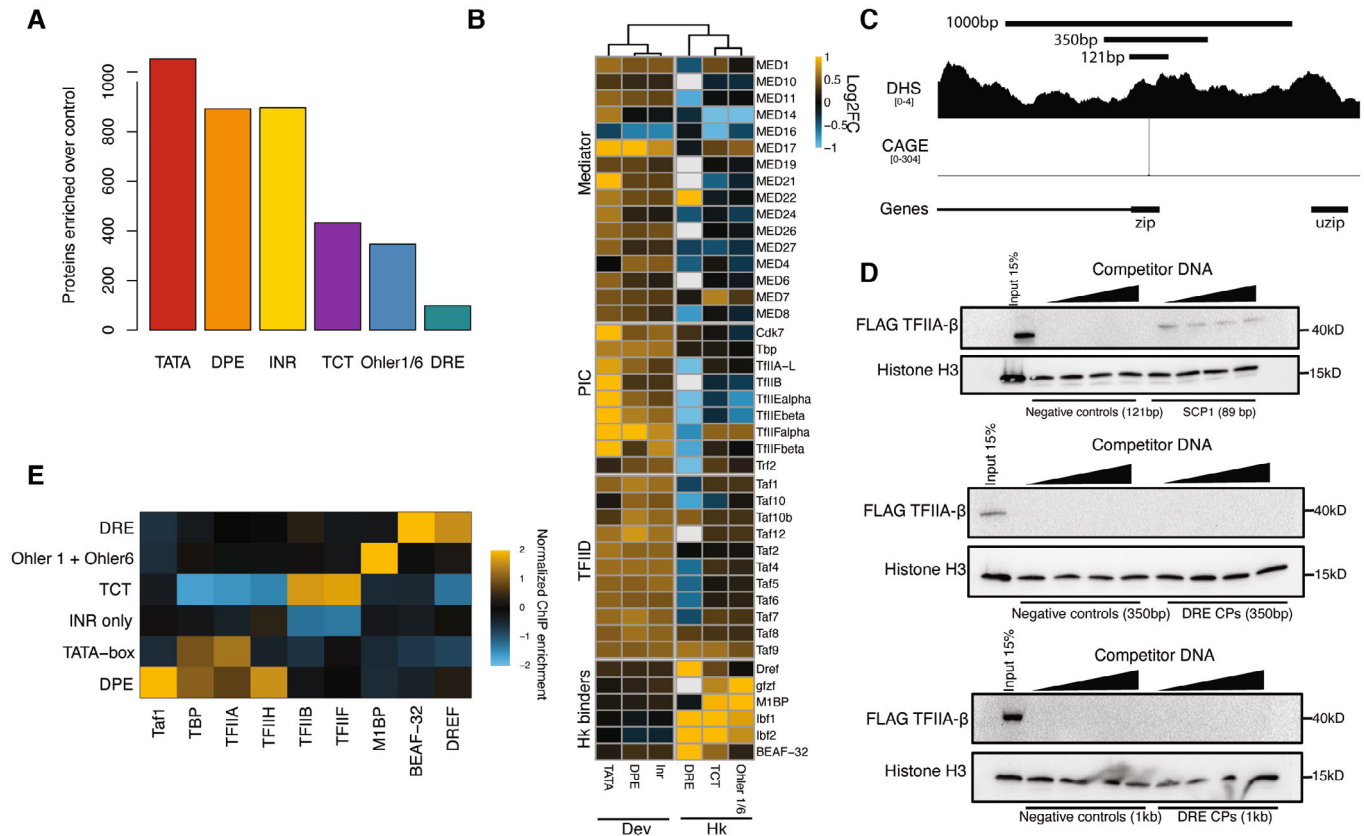 A
Proteins enriched over control
0
200
400
600
800
1000
TATA
DPE
INR
TCT
Ohler1/6
DRE
B
Log2FC
1
0.5
0
-0.5
-1
Mediator
MED1
MED10
MED11
MED14
MED16
MED17
MED19
MED21
MED22
MED24
MED26
MED27
MED4
MED6
MED7
MED8
PIC
Cdk7
Tbp
TfIIA-L
TfIIB
TfIIEalpha
TfIIEbeta
TfIIFalpha
TfIIFbeta
Trf2
TFIID
Taf1
Taf10
Taf10b
Taf12
Taf2
Taf4
Taf5
Taf6
Taf7
Taf8
Taf9
Hk binders
Dref
gfzf
M1BP
Ibf1
Ibf2
BEAF-32
TATA
DPE
Inr
DRE
TCT
Ohler 1/6
Dev
Hk
C
1000bp
350bp
121bp
DHS
[0-4]
CAGE
[0-304]
Genes
zip
uzip
D
Input 15%
Competitor DNA
FLAG TFIIA-β
40kD
Histone H3
15kD
Negative controls (121bp)
SCP1 (89 bp)
Input 15%
Competitor DNA
FLAG TFIIA-β
40kD
Histone H3
15kD
Negative controls (350bp)
DRE CPs (350bp)
Input 15%
Competitor DNA
FLAG TFIIA-β
40kD
Histone H3
15kD
Negative controls (1kb)
DRE CPs (1kb)
E
DRE
Ohler 1 + Ohler6
TCT
INR only
TATA-box
DPE
Taf1
TBP
TFIIA
TFIIH
TFIIB
TFIIF
M1BP
BEAF-32
DREF
2
1
0
-1
-2
Normalized ChIP enrichment